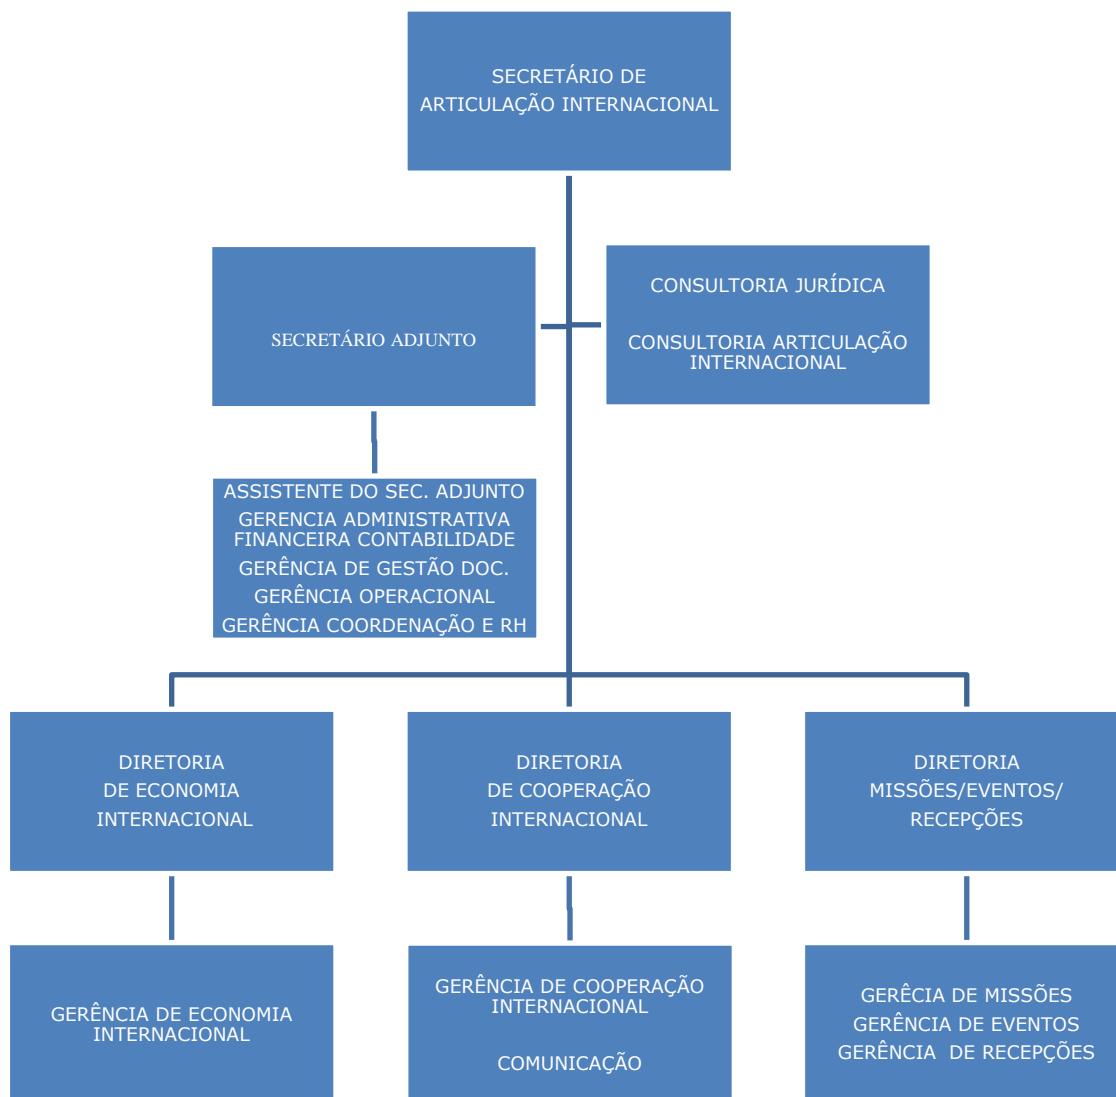 SECRETÁRIO DE
ARTICULAÇÃO INTERNACIONAL
SECRETÁRIO ADJUNTO
CONSULTORIA JURÍDICA
CONSULTORIA ARTICULAÇÃO
INTERNACIONAL
ASSISTENTE DO SEC. ADJUNTO
GERENCIA ADMINISTRATIVA
FINANCEIRA CONTABILIDADE
GERÊNCIA DE GESTÃO DOC.
GERÊNCIA OPERACIONAL
GERÊNCIA COORDENAÇÃO E RH
DIRETORIA
DE ECONOMIA
INTERNACIONAL
DIRETORIA
DE COOPERAÇÃO
INTERNACIONAL
DIRETORIA
MISSÕES/EVENTOS/
RECEPÇÕES
GERÊNCIA DE ECONOMIA
INTERNACIONAL
GERÊNCIA DE COOPERAÇÃO
INTERNACIONAL
COMUNICAÇÃO
GERÊCIA DE MISSÕES
GERÊNCIA DE EVENTOS
GERÊNCIA DE RECEPÇÕES